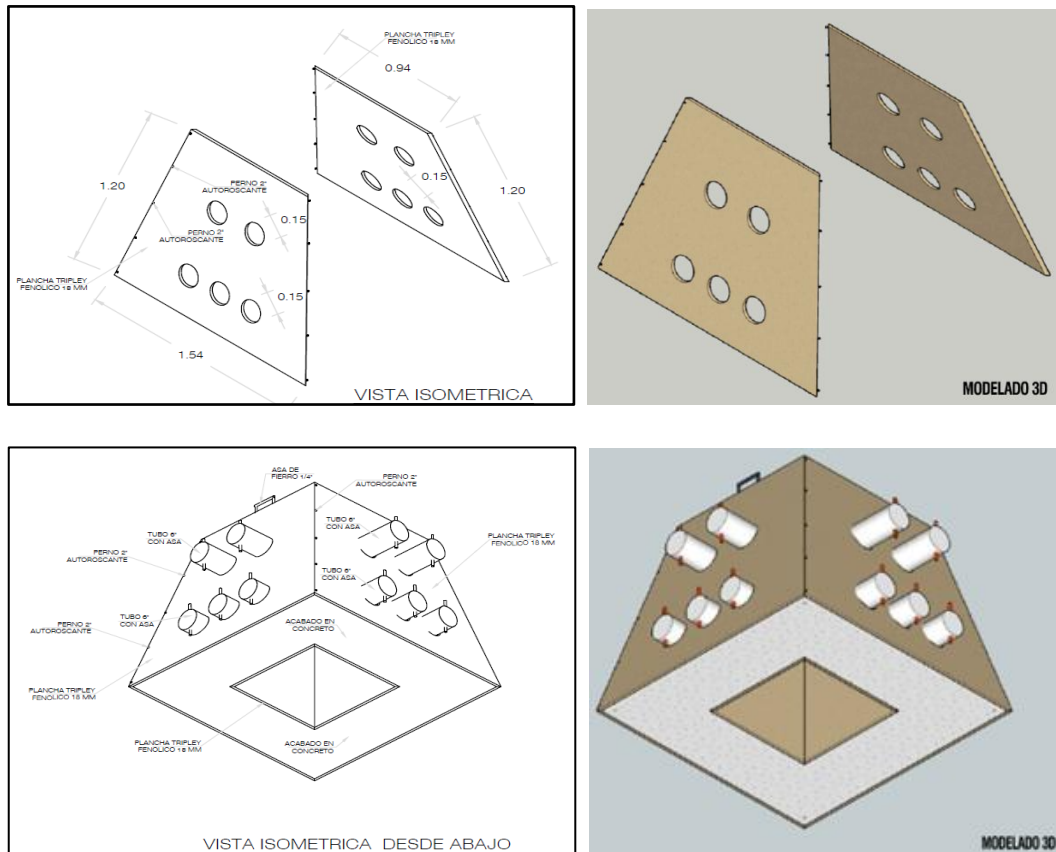 PLANCHA TRIPLEY
FENOLICO 18 MM
0.94
1.20
PERNO 2"
AUTOROSCANTE
0.15
PERNO 2"
AUTOROSCANTE
0.15
1.20
0.15
PLANCHA TRIPLEY
FENOLICO 18 MM
1.54
VISTA ISOMETRICA
MODELADO 3D
ASA DE
FIERRO 1/4"
PERNO 2"
AUTOROSCANTE
TUBO 6"
CON ASA
TUBO 6"
CON ASA
PLANCHA TRIPLEY
FENOLICO 18 MM
PERNO 2"
AUTOROSCANTE
TUBO 6"
CON ASA
TUBO 6"
CON ASA
PERNO 2"
AUTOROSCANTE
ACABADO EN
CONCRETO
PLANCHA TRIPLEY
FENOLICO 18 MM
PLANCHA TRIPLEY
FENOLICO 18 MM
ACABADO EN
CONCRETO
VISTA ISOMETRICA DESDE ABAJO
MODELADO 3D